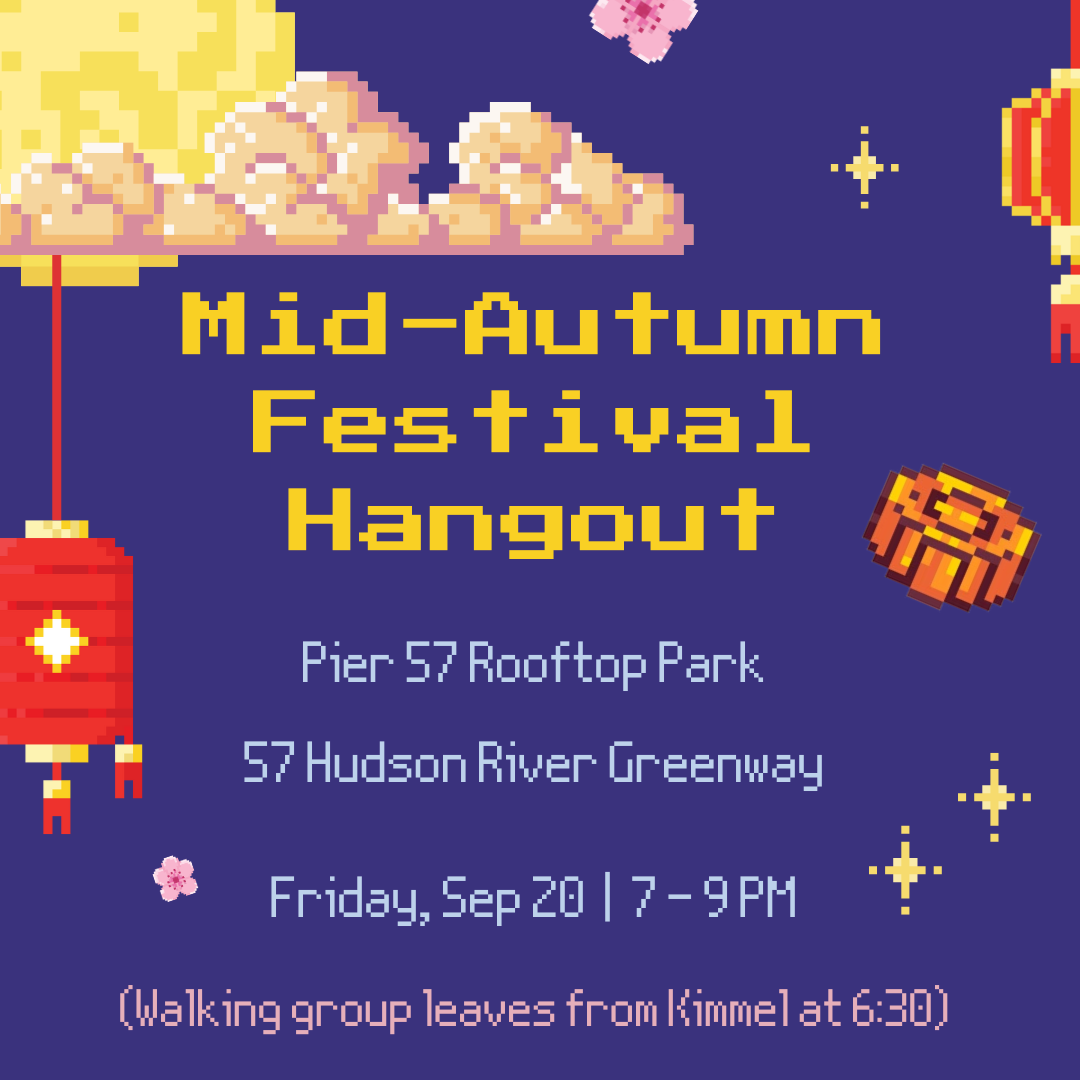 Mid-Autumn
Festival
Hangout
Pier 57 Rooftop Park
57 Hudson River Greenway
Friday, Sep 20 | 7 - 9 PM
(Walking group leaves from Kimmel at 6:30)